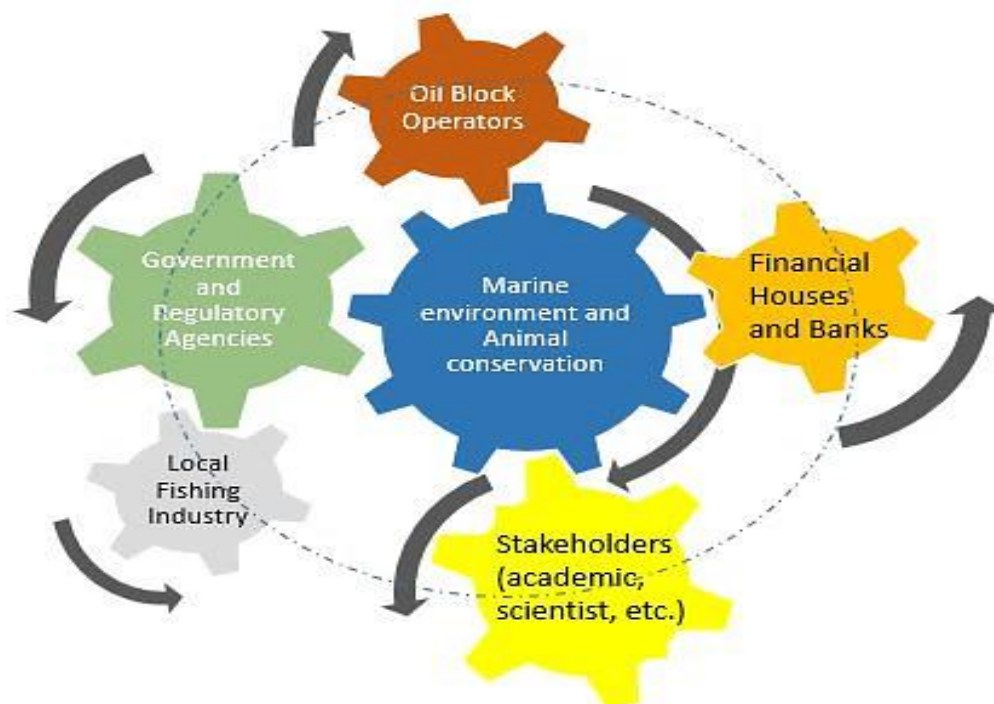 Oil Block
Operators
Government
and
Regulatory
Agencies
Marine
environment and
Animal
conservation
Financial
Houses
and Banks
Local
Fishing
Industry
Stakeholders
(academic,
scientist, etc.)